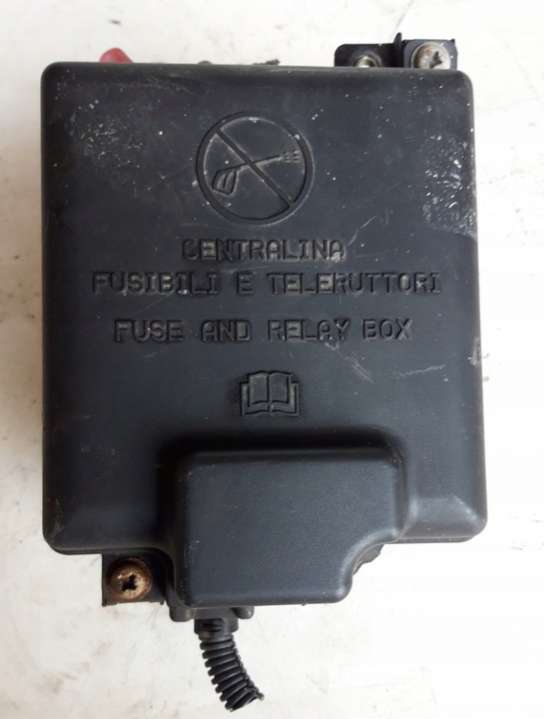 CENTRALINA
FUSIBILI E TELERUTTORI
FUSE AND RELAY BOX